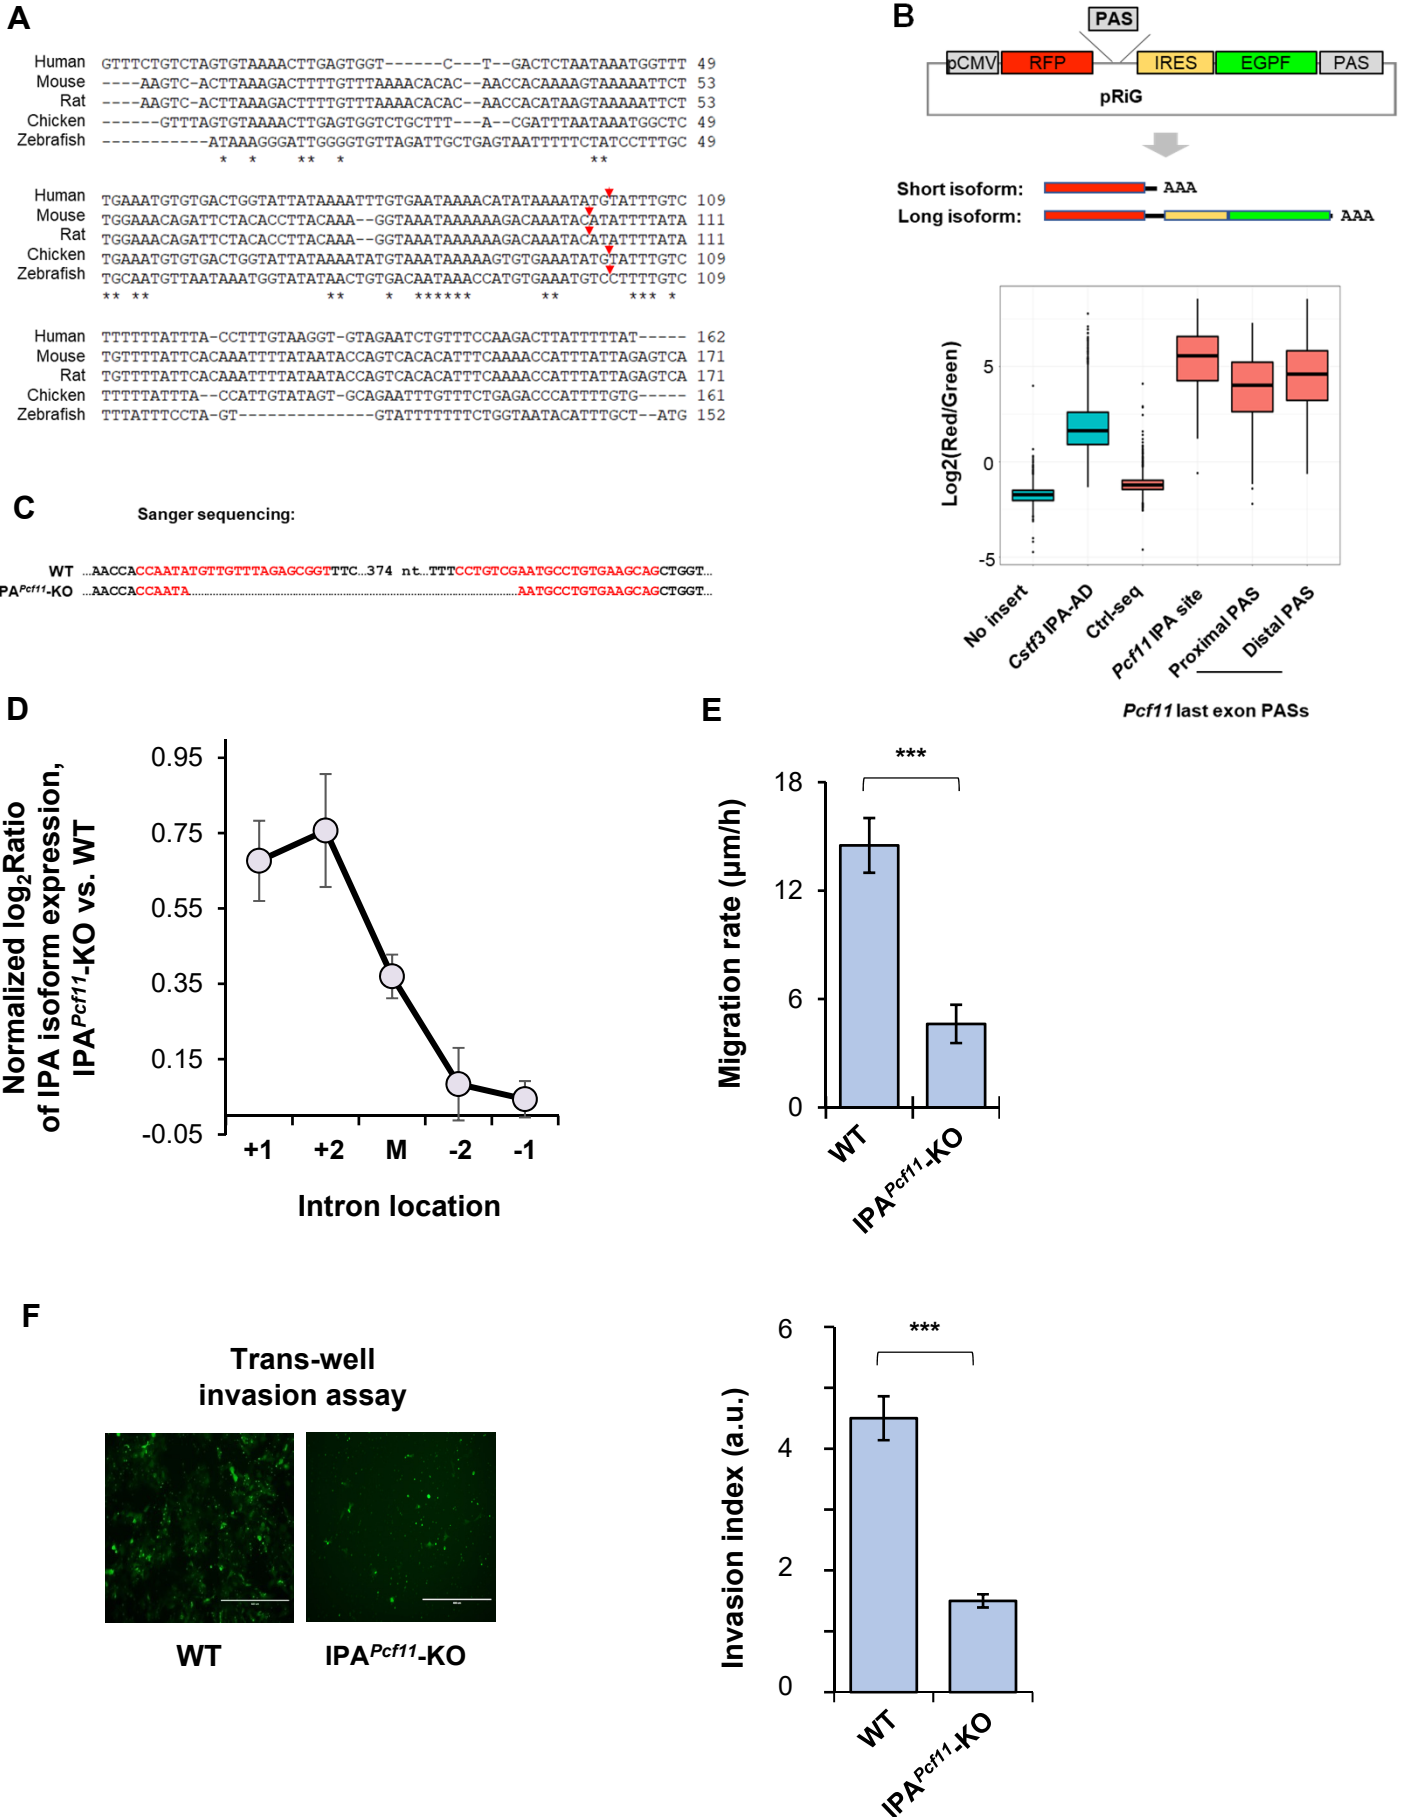 A
Human GTTTCTGTCTAGTGTAAAACTTGAGTGGT------C---T--GACTCTAATAAATGGTTT 49
Mouse ----AAGTC-ACTTAAAGACTTTTGTTTAAAACACAC--AACCACAAAAGTAAAAATTCT 53
Rat ----AAGTC-ACTTAAAGACTTTTGTTTAAAACACAC--AACCACATAAGTAAAAATTCT 53
Chicken ------GTTTAGTGTAAAACTTGAGTGGTCTGCTTT---A--CGATTTAATAAATGGCTC 49
Zebrafish -----------ATAAAGGGATTGGGGTGTTAGATTGCTGAGTAATTTTTCTATCCTTTGC 49
* * ** * **
Human TGAAATGTGTGACTGGTATTATAAAATTTGTGAATAAAACATATAAAATATGTATTTGTC 109
Mouse TGGAAACAGATTCTACACCTTACAAA--GGTAAATAAAAAAGACAAATACATATTTTATA 111
Rat TGGAAACAGATTCTACACCTTACAAA--GGTAAATAAAAAAGACAAATACATATTTTATA 111
Chicken TGAAATGTGTGACTGGTATTATAAAATATGTAAATAAAAAGTGTGAAATATGTATTTGTC 109
Zebrafish TGCAATGTTAATAAATGGTATATAACTGTGACAATAAACCATGTGAAATGTCCTTTTGTC 109
** ** ** * ****** ** *** *
Human TTTTTTATTTA-CCTTTGTAAGGT-GTAGAATCTGTTTCCAAGACTTATTTTTAT----- 162
Mouse TGTTTTATTCACAAATTTTATAATACCAGTCACACATTTCAAAACCATTTATTAGAGTCA 171
Rat TGTTTTATTCACAAATTTTATAATACCAGTCACACATTTCAAAACCATTTATTAGAGTCA 171
Chicken TTTTTATTTA--CCATTGTATAGT-GCAGAATTTGTTTCTGAGACCCATTTTGTG----- 161
Zebrafish TTTATTTCCTA-GT--------------GTATTTTTTTCTGGTAATACATTTGCT--ATG 152
B
PAS
pCMV RFP IRES EGPF PAS
pRiG
Short isoform: AAA
Long isoform: AAA
Log2(Red/Green)
5
0
-5
No insert
Cstf3 IPA-AD
Ctrl-seq
Pcf11 IPA site
Proximal PAS
Distal PAS
Pcf11 last exon PASs
C
Sanger sequencing:
WT …AACCACCAATATGTTGTTTAGAGCGGTTTTC…374 nt…TTTCCTGTCGAATGCCTGTGAAGCAGCTGGT…
PAPcf11-KO …AACCACCAATA……………………………………AATGCCTGTGAAGCAGCTGGT…
D
Normalized log2Ratio
of IPA isoform expression,
IPAPcf11-KO vs. WT
0.95
0.75
0.55
0.35
0.15
-0.05
+1 +2 M -2 -1
Intron location
E
***
Migration rate (µm/h)
18
12
6
0
WT
IPAPcf11-KO
F
Trans-well
invasion assay
WT IPAPcf11-KO
***
Invasion index (a.u.)
6
4
2
0
WT
IPAPcf11-KO